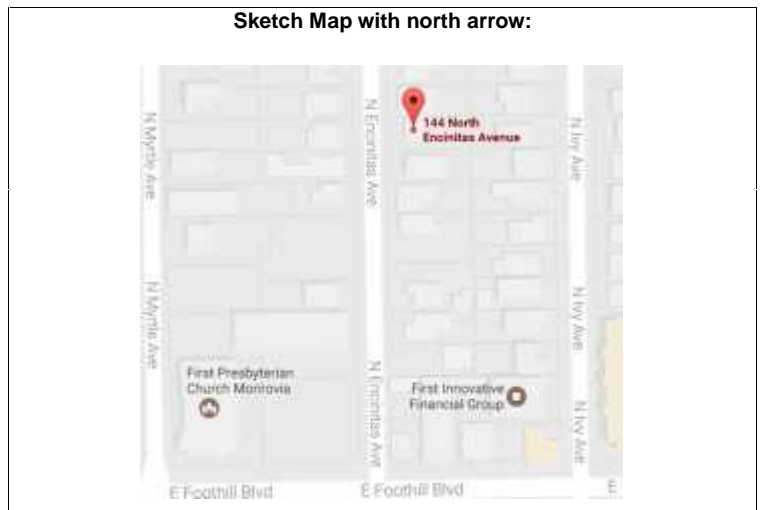 Sketch Map with north arrow:
N Myrtle Ave
N Encinitas Ave
144 North
Encinitas Avenue
N Ivy Ave
N Myrtle Ave
N Ivy Ave
First Presbyterian
Church Monrovia
N Encinitas Ave
First Innovative
Financial Group
N Ivy Ave
E Foothill Blvd
E Foothill Blvd
E